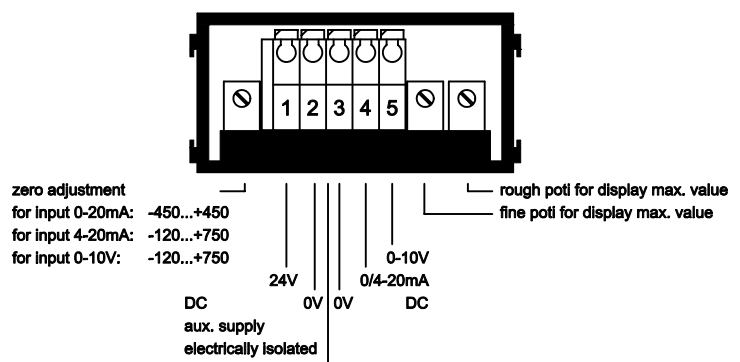 1 2 3 4 5
zero adjustment
rough poti for display max. value
for input 0-20mA: -450...+450
fine poti for display max. value
for input 4-20mA: -120...+750
for input 0-10V: -120...+750
0-10V
24V
0/4-20mA
DC
0V 0V
DC
aux. supply
electrically isolated